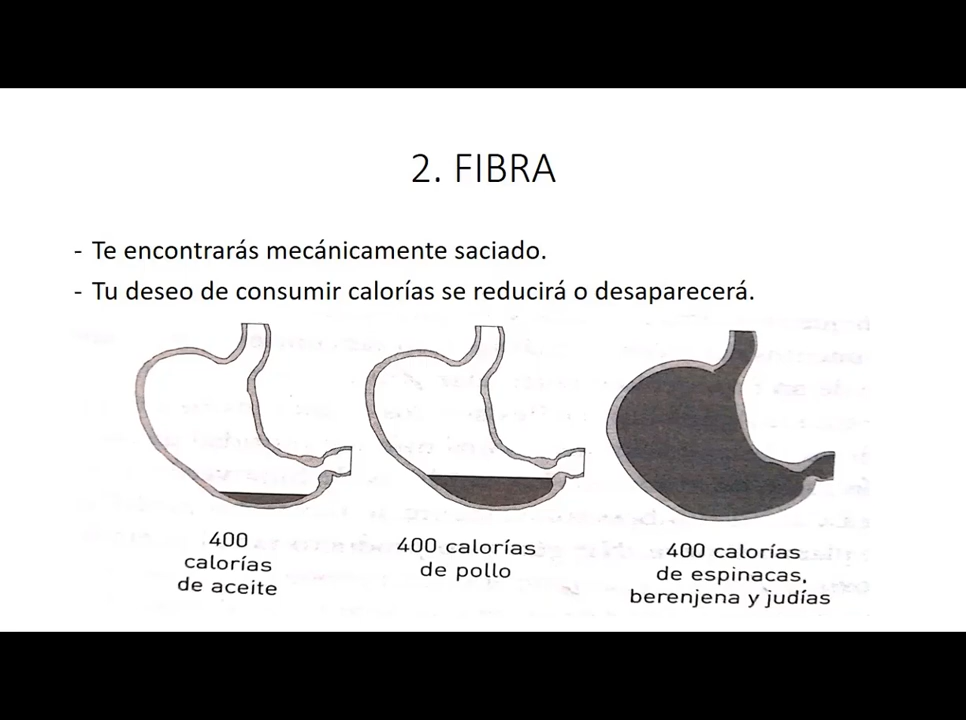 2. FIBRA
- Te encontrarás mecánicamente saciado.
- Tu deseo de consumir calorías se reducirá o desaparecerá.
400
calorías
de aceite
400 calorías
de pollo
400 calorías
de espinacas,
berenjena y judías